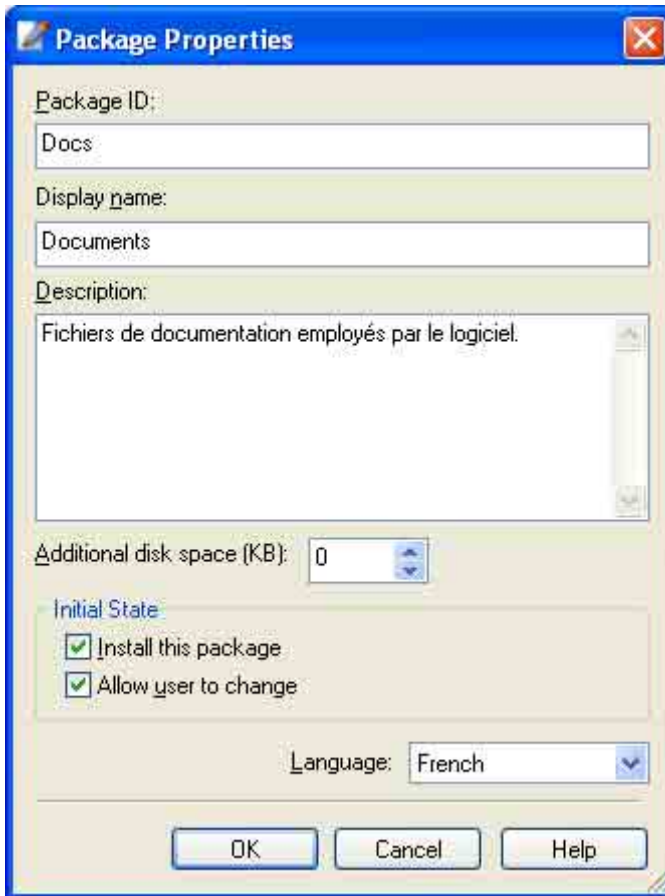 Package Properties
Package ID:
Docs
Display name:
Documents
Description:
Fichiers de documentation employés par le logiciel.
Additional disk space (KB): 0
Initial State
Install this package
Allow user to change
Language: French
OK Cancel Help